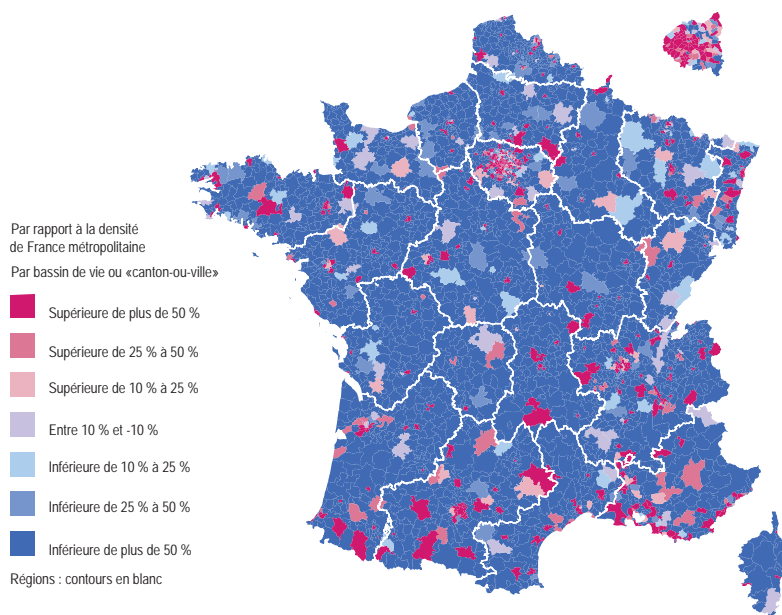 Par rapport à la densité
de France métropolitaine
Par bassin de vie ou «canton-ou-ville»
Supérieure de plus de 50 %
Supérieure de 25 % à 50 %
Supérieure de 10 % à 25 %
Entre 10 % et -10 %
Inférieure de 10 % à 25 %
Inférieure de 25 % à 50 %
Inférieure de plus de 50 %
Régions : contours en blanc